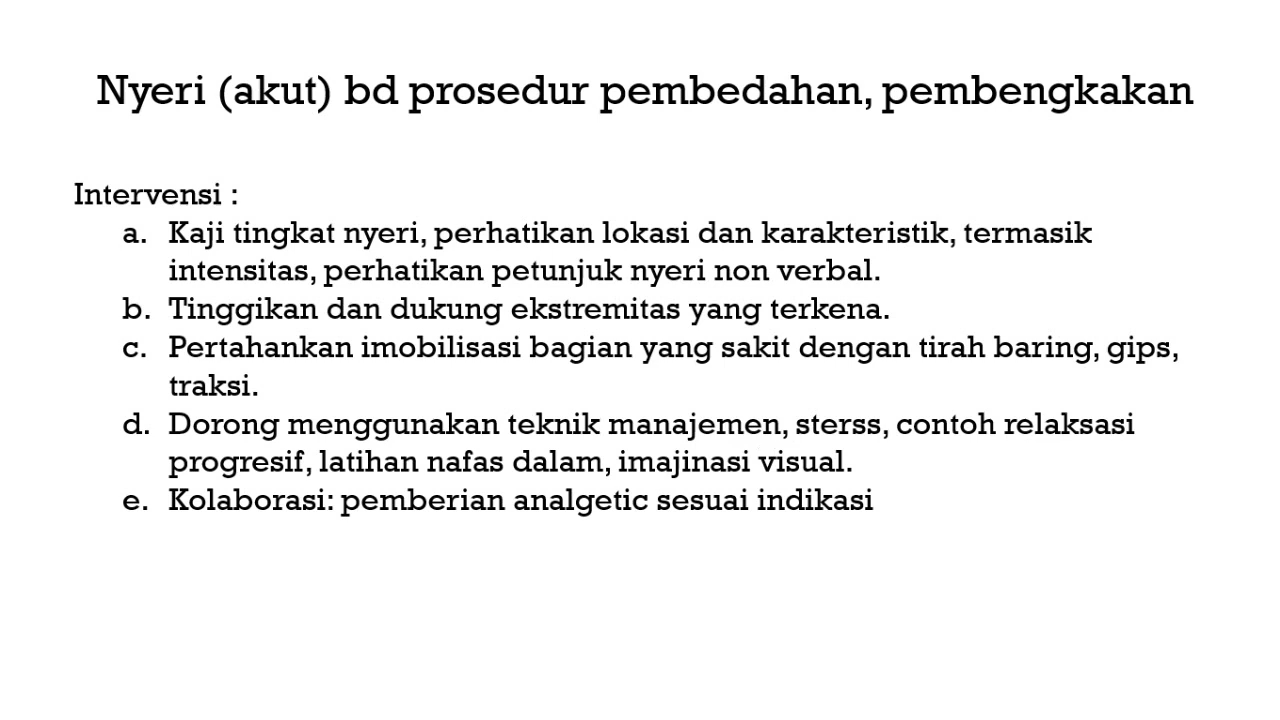 Nyeri (akut) bd prosedur pembedahan, pembengkakan
Intervensi :
a. Kaji tingkat nyeri, perhatikan lokasi dan karakteristik, termasik
intensitas, perhatikan petunjuk nyeri non verbal.
b. Tinggikan dan dukung ekstremitas yang terkena.
c. Pertahankan imobilisasi bagian yang sakit dengan tirah baring, gips,
traksi.
d. Dorong menggunakan teknik manajemen, sterss, contoh relaksasi
progresif, latihan nafas dalam, imajinasi visual.
e. Kolaborasi: pemberian analgetic sesuai indikasi